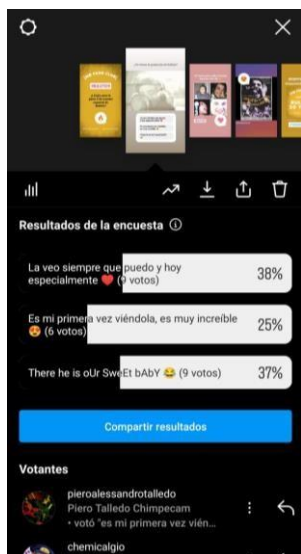 REGISTER
Resultados de la encuesta
La veo siempre que puedo y hoy
especialmente ❤️ (9 votos)
38%
Es mi primera vez viéndola, es muy increíble
😍 (6 votos)
25%
There he is oUr SweEt bAbY 😂 (9 votos)
37%
Compartir resultados
Votantes
pieroalessandrotalledo
Piero Talledo Chimpecam
• votó "es mi primera vez vién...
chemicalgio